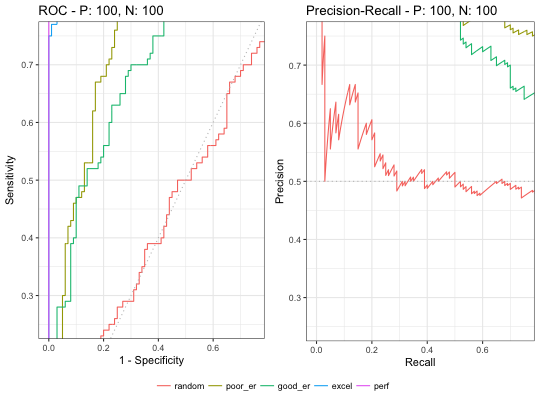 ROC - P: 100, N: 100
Precision-Recall - P: 100, N: 100
Sensitivity
0.7
0.6
0.5
0.4
0.3
0.0 0.2 0.4 0.6
1 - Specificity
Precision
0.7
0.6
0.5
0.4
0.3
0.0 0.2 0.4 0.6
Recall
random poor_er good_er excel perf